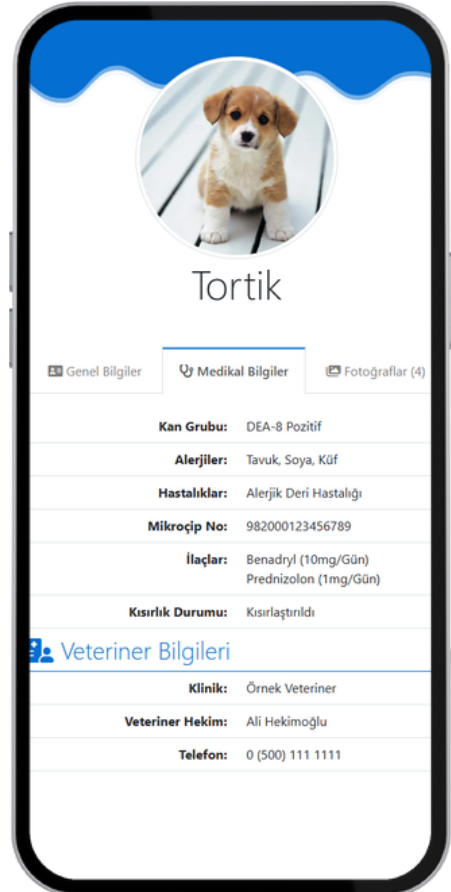 Tortik
Genel Bilgiler Medikal Bilgiler Fotoğraflar (4)
Kan Grubu: DEA-8 Pozitif
Alerjiler: Tavuk, Soya, Küf
Hastalıklar: Alerjik Deri Hastalığı
Mikroçip No: 982000123456789
İlaçlar: Benadryl (10mg/Gün)
Prednizolon (1mg/Gün)
Kısırlık Durumu: Kısırlaştırıldı
Veteriner Bilgileri
Klinik: Örnek Veteriner
Veteriner Hekim: Ali Hekimoğlu
Telefon: 0 (500) 111 1111